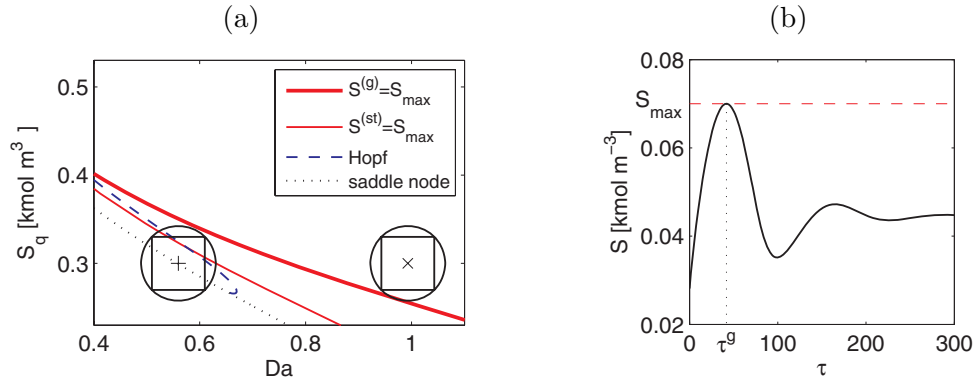 (a)
S_q [kmol m^3]
0.5
0.4
0.3
0.4
0.6
0.8
1
Da
S^(g)=S_max
S^(st)=S_max
Hopf
saddle node
(b)
S [kmol m^−3]
0.08
S_max
0.06
0.04
0.02
0
τ^g
100
200
300
τ